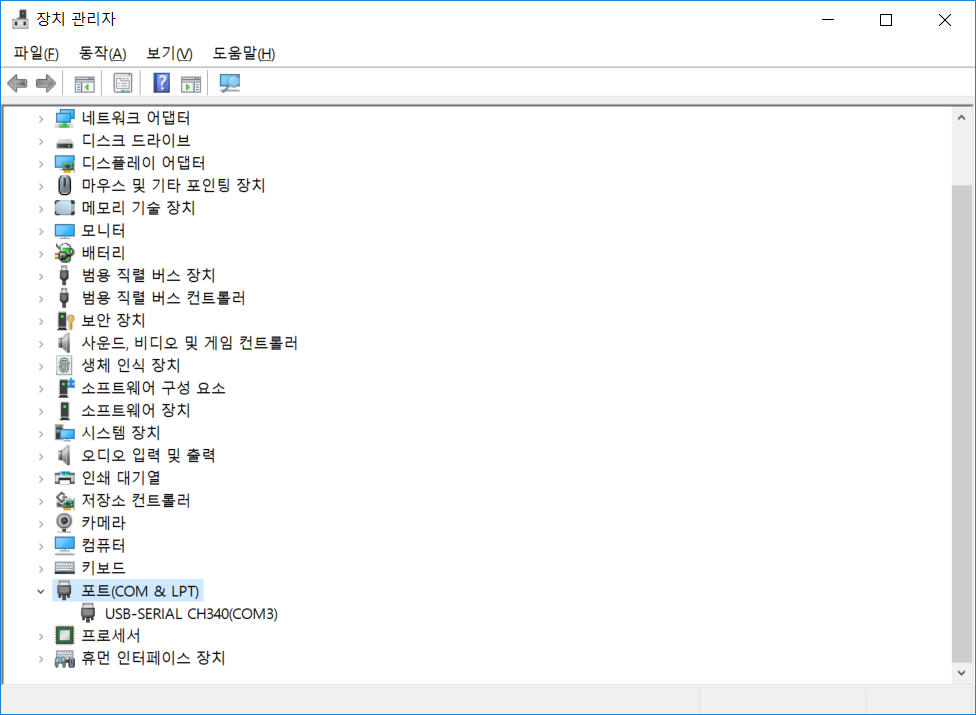 장치 관리자
파일(F) 동작(A) 보기(V) 도움말(H)
네트워크 어댑터
디스크 드라이브
디스플레이 어댑터
마우스 및 기타 포인팅 장치
메모리 기술 장치
모니터
배터리
범용 직렬 버스 장치
범용 직렬 버스 컨트롤러
보안 장치
사운드, 비디오 및 게임 컨트롤러
생체 인식 장치
소프트웨어 구성 요소
소프트웨어 장치
시스템 장치
오디오 입력 및 출력
인쇄 대기열
저장소 컨트롤러
카메라
컴퓨터
키보드
포트(COM & LPT)
USB-SERIAL CH340(COM3)
프로세서
휴먼 인터페이스 장치